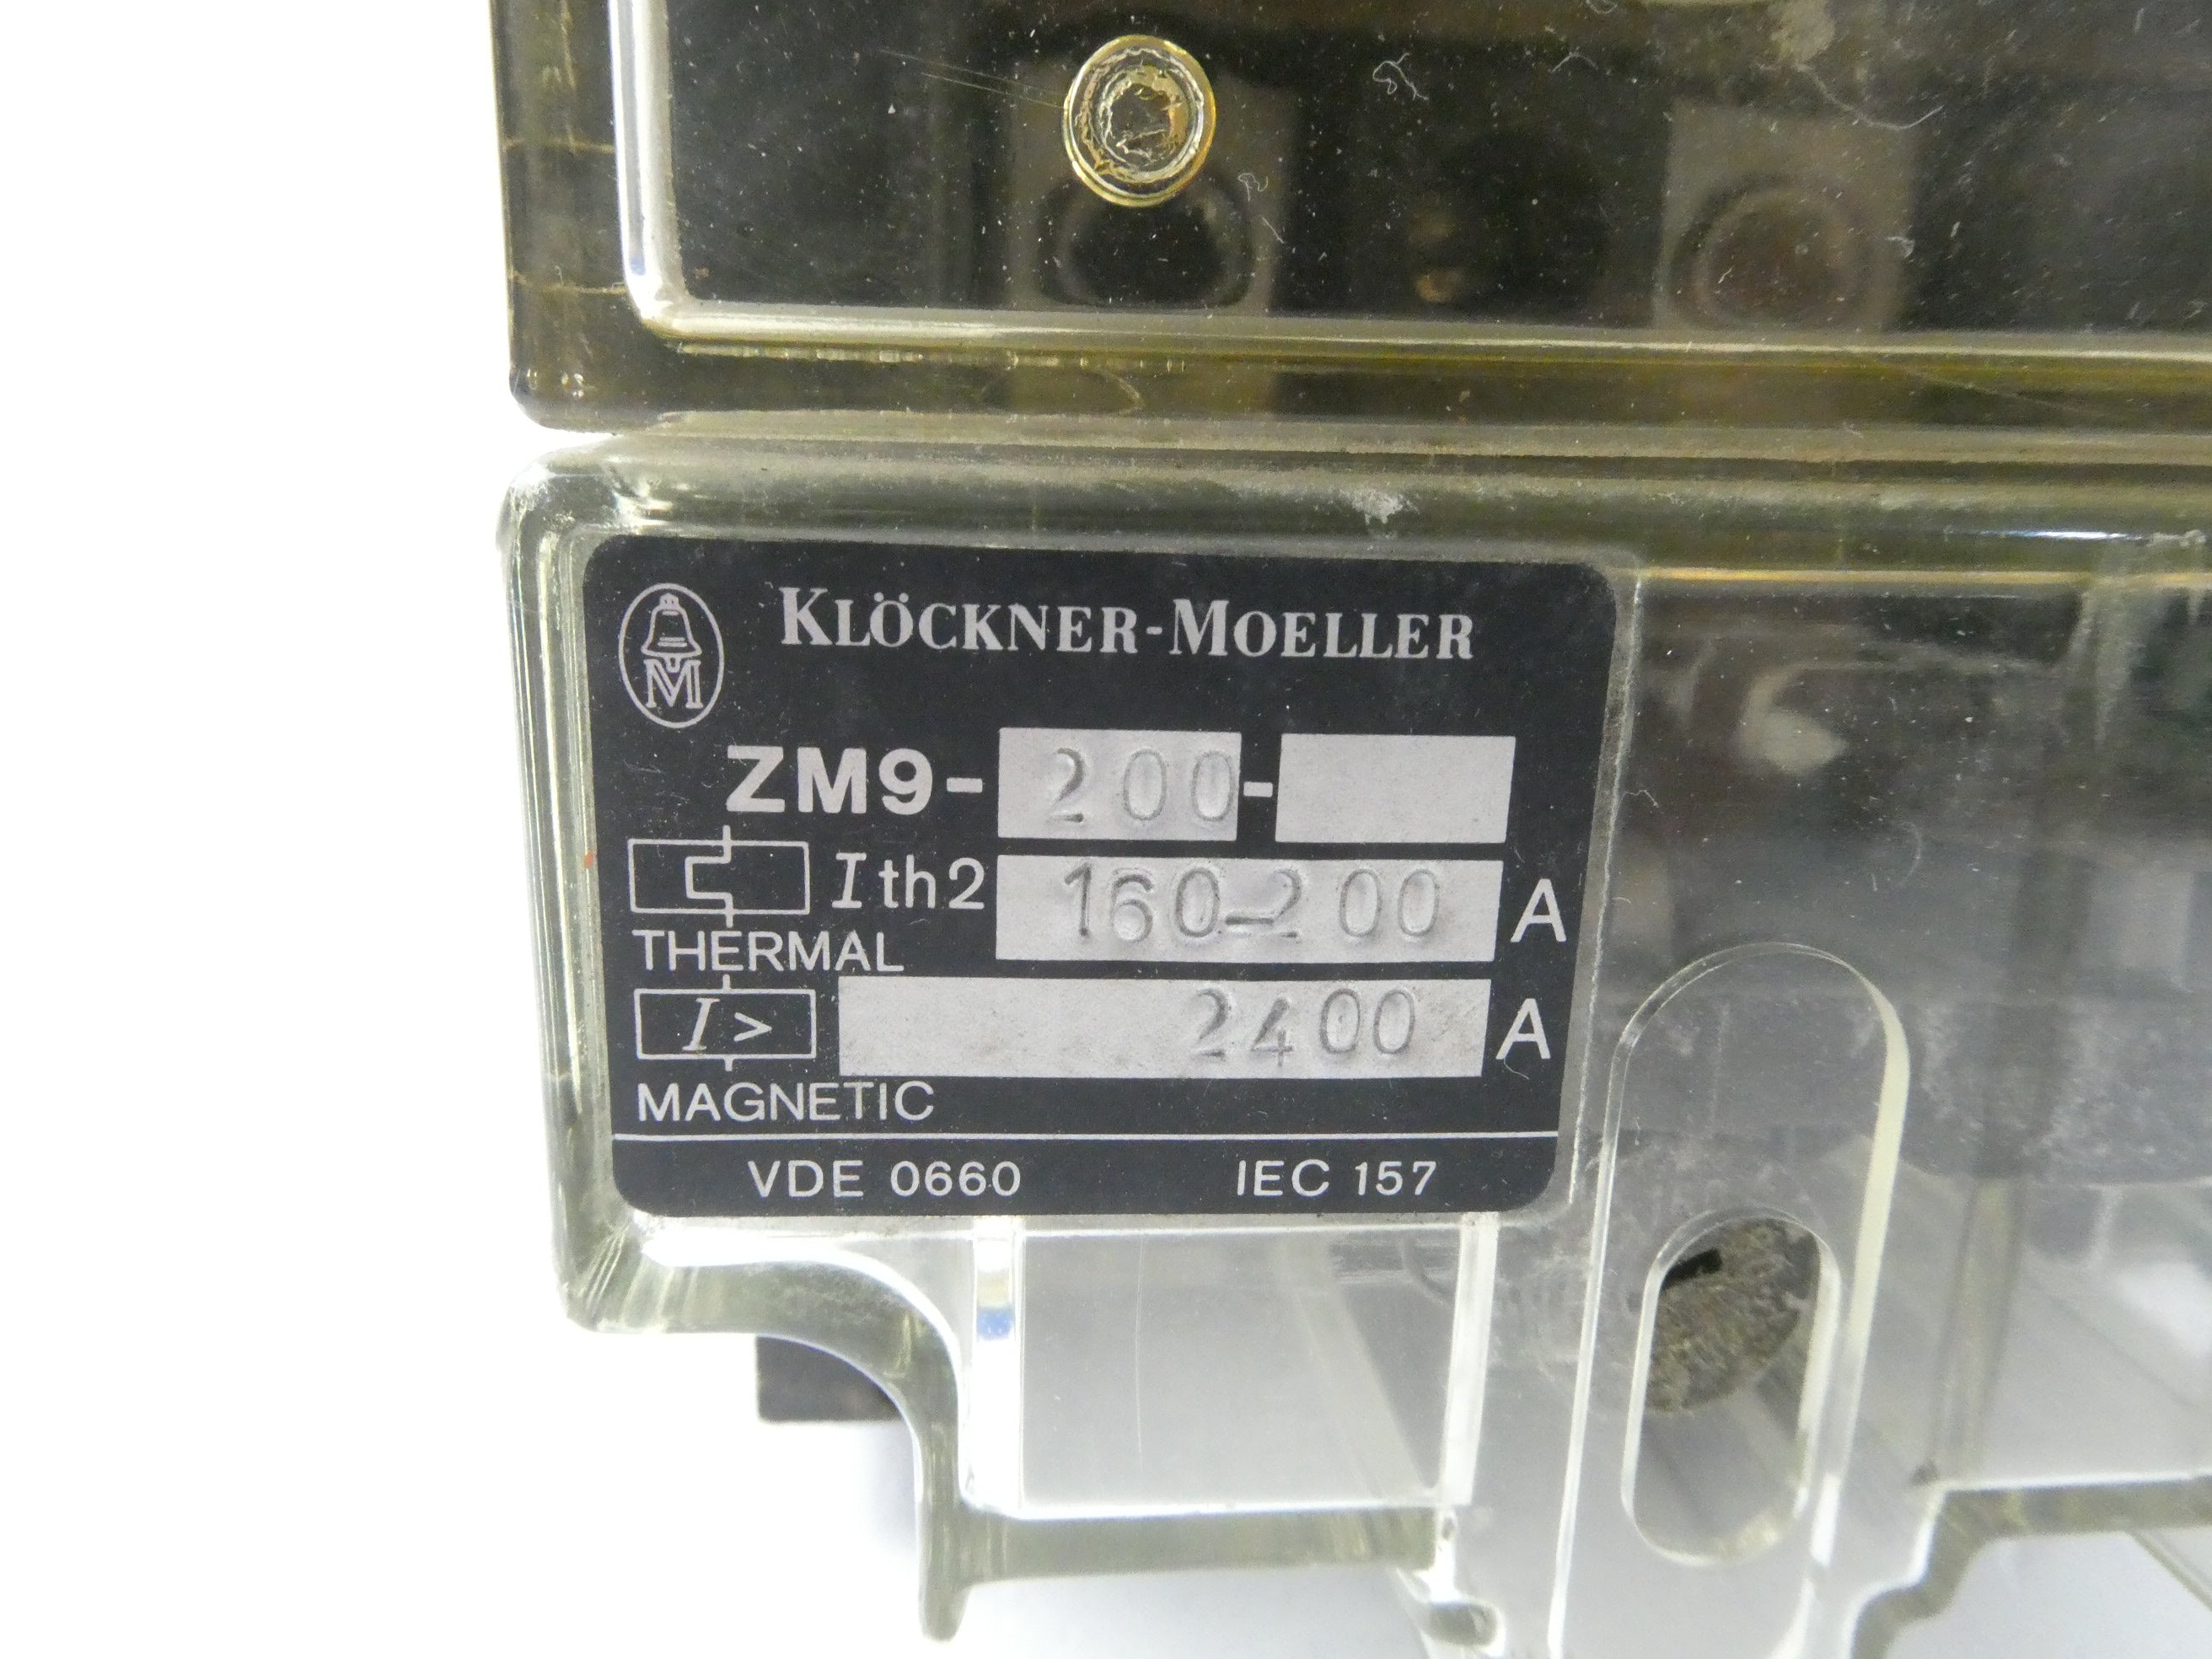 KLÖCKNER-MOELLER
M
ZM9-200-
Ith2 160-200 A
THERMAL
I> 2400 A
MAGNETIC
VDE 0660 IEC 157